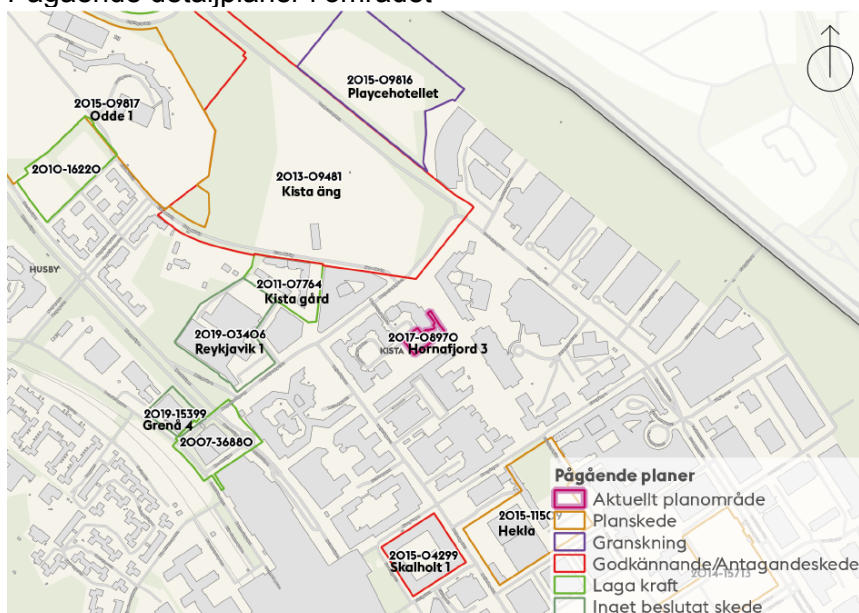 Pågående detaljplaner i området
2015-09816
Playcehotellet
2015-09817
Odde 1
2010-16220
2013-09481
Kista äng
HUSBY
2011-07764
Kista gård
2019-03406
Reykjavik 1
2017-08970
KISTA Hornafjord 3
2019-15399
Grenå 4
2007-36880
2015-11509
Hekla
2015-04299
Skalholt 1
2014-15713
Pågående planer
Aktuellt planområde
Planskede
Granskning
Godkännande/Antagandeskede
Laga kraft
Inget beslutat skede